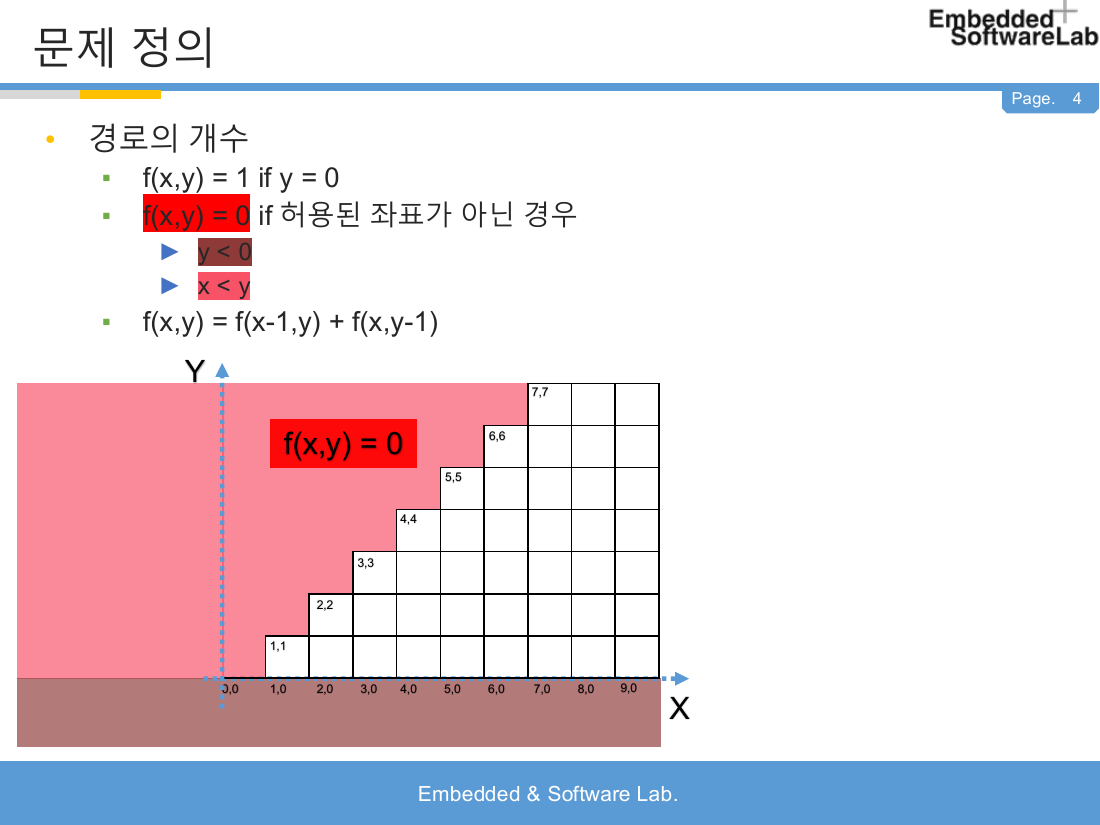 문제 정의
Embedded
SoftwareLab
Page. 4
경로의 개수
f(x,y) = 1 if y = 0
f(x,y) = 0 if 허용된 좌표가 아닌 경우
y < 0
x < y
f(x,y) = f(x-1,y) + f(x,y-1)
Y
7,7
f(x,y) = 0
6,6
5,5
4,4
3,3
2,2
1,1
0,0 1,0 2,0 3,0 4,0 5,0 6,0 7,0 8,0 9,0
X
Embedded & Software Lab.